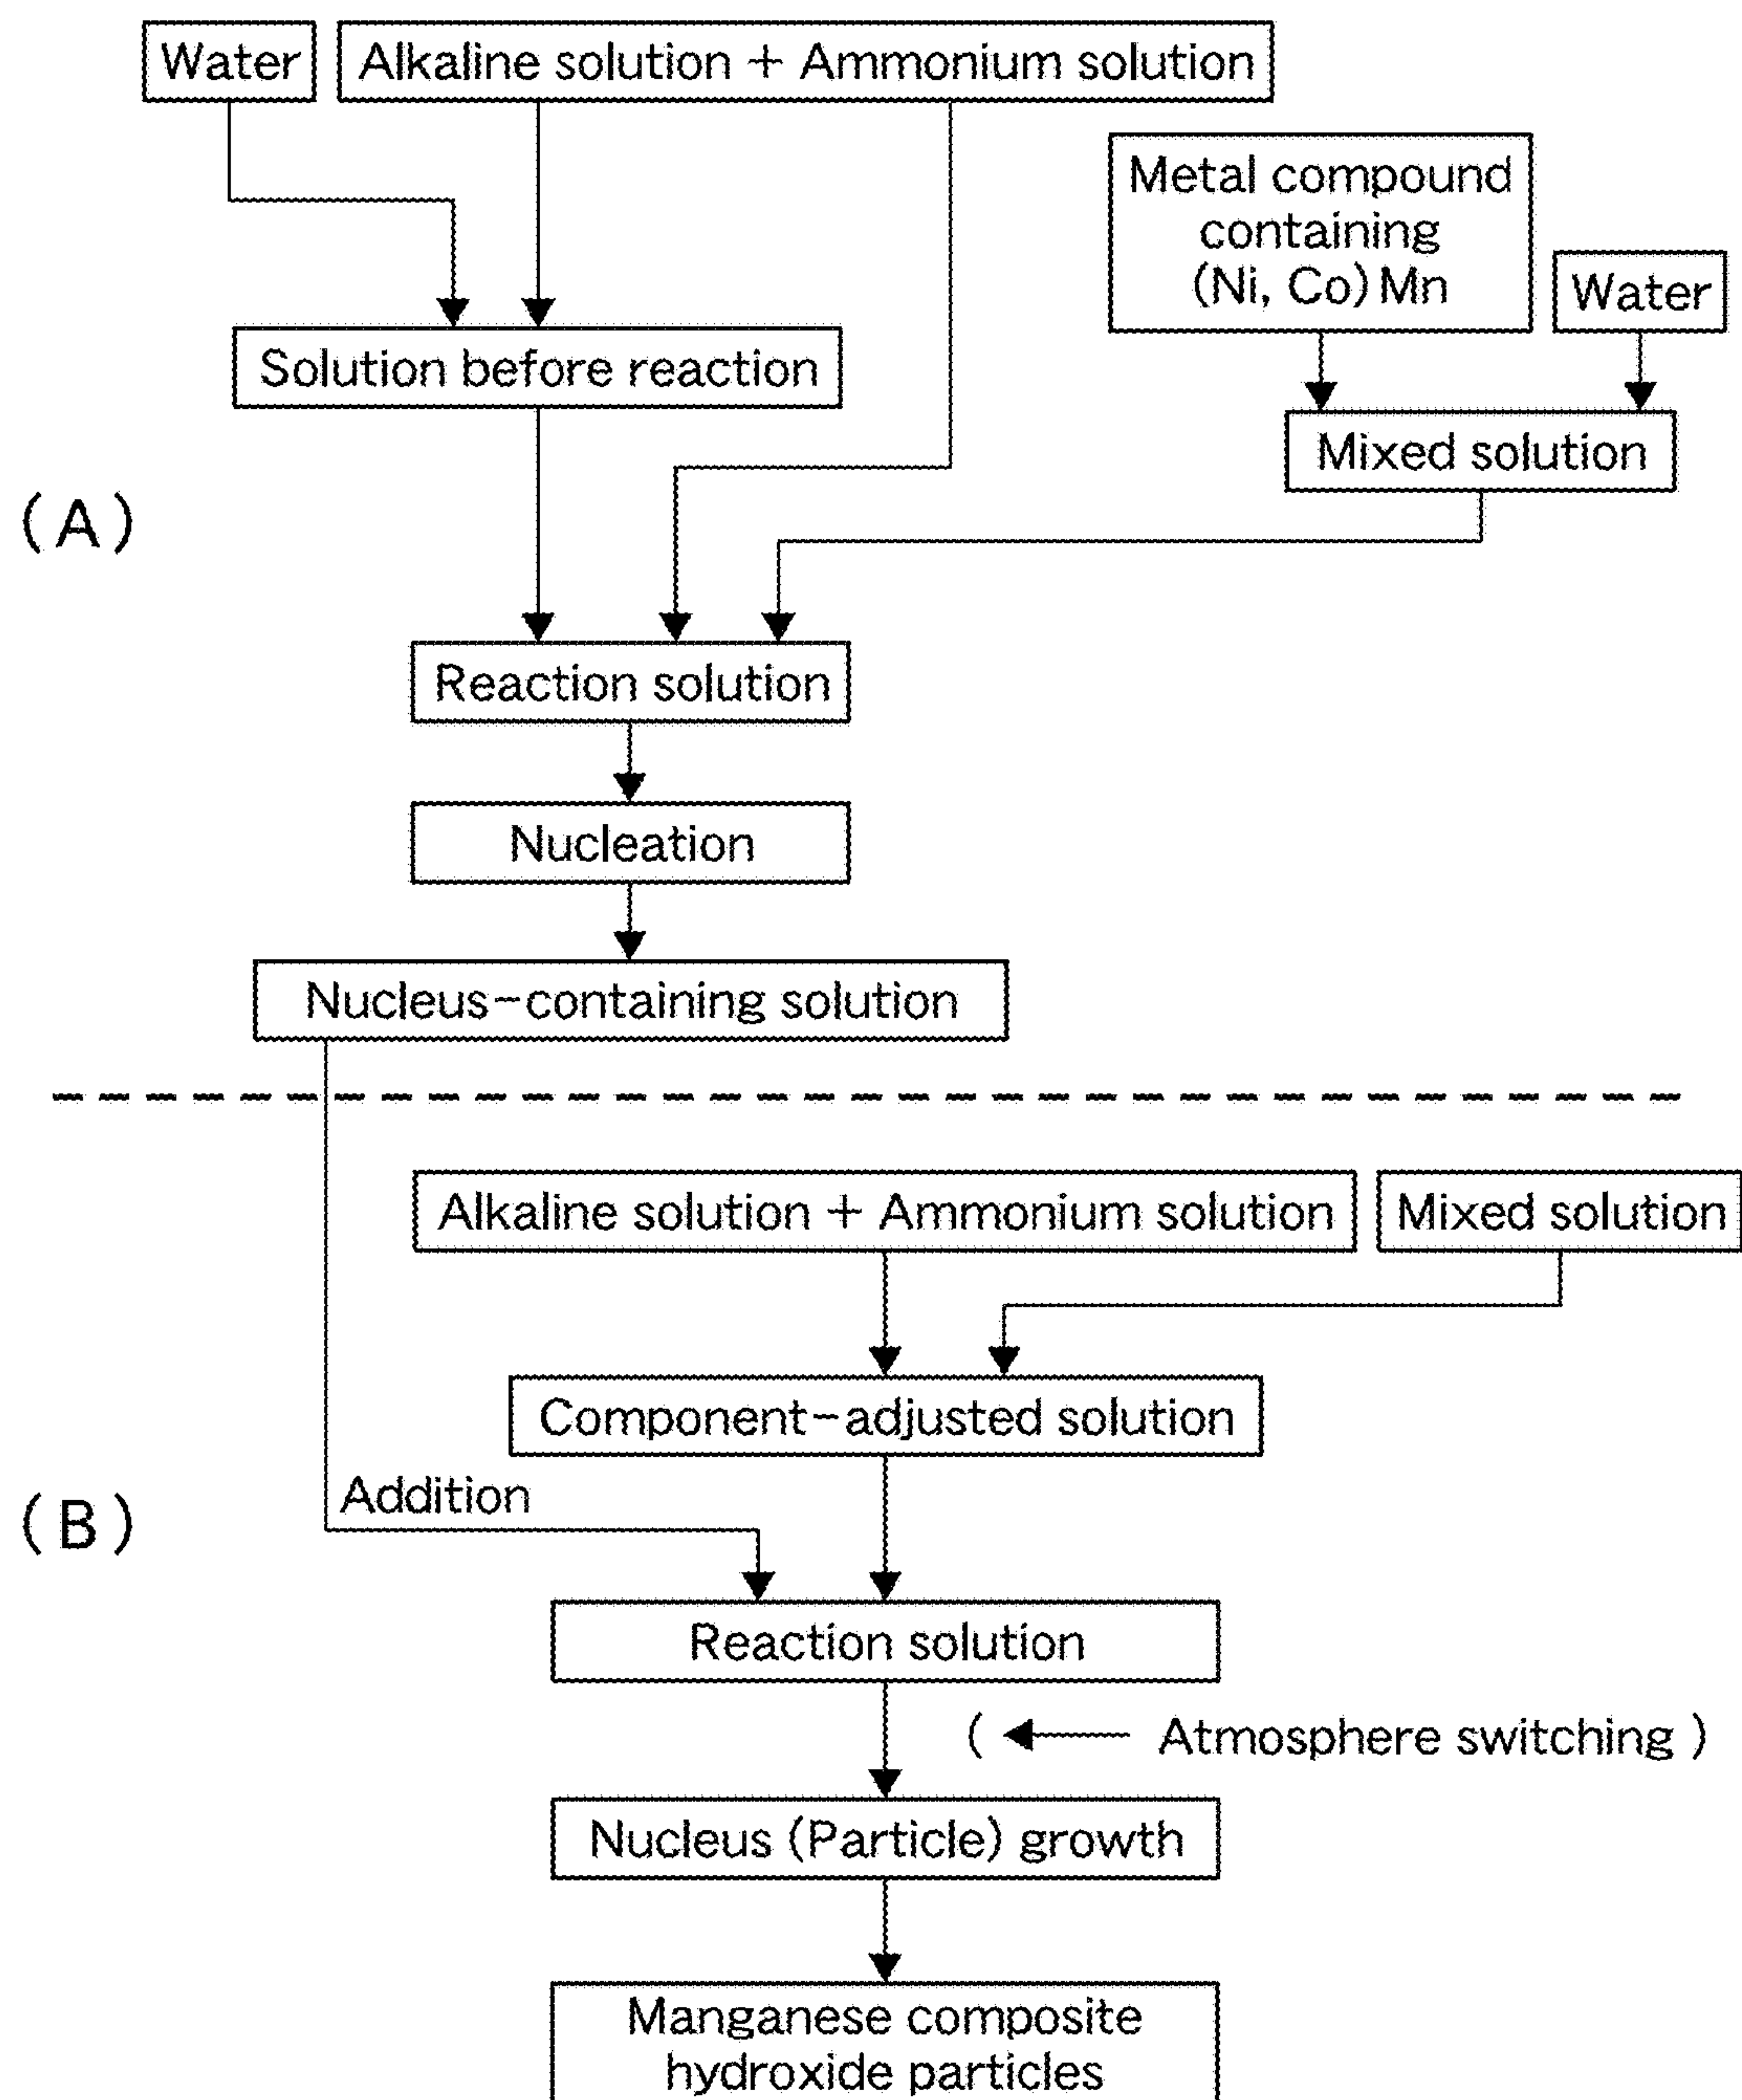 Water
Alkaline solution + Ammonium solution
Metal compound
containing
(Ni, Co) Mn
Water
Solution before reaction
Mixed solution
(A)
Reaction solution
Nucleation
Nucleus-containing solution
Alkaline solution + Ammonium solution
Mixed solution
Component-adjusted solution
Addition
(B)
Reaction solution
( ← Atmosphere switching )
Nucleus (Particle) growth
Manganese composite
hydroxide particles